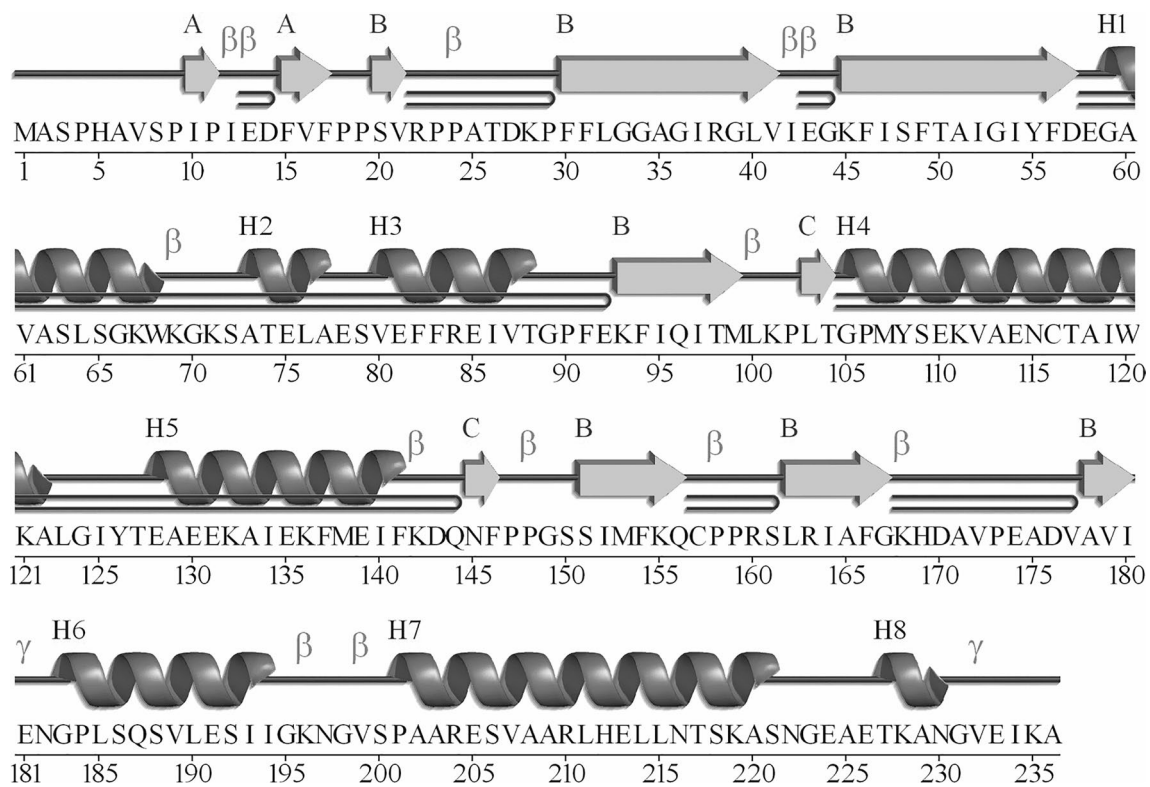 A ββ A B β B ββ B H1
MASPHAVSPIPIEDFVFPPSVRPPATDKPFFLGGAGIRGLVIEGKFISFTAIGIYFDEGA
1 5 10 15 20 25 30 35 40 45 50 55 60
β H2 H3 B β C H4
VASLSGKWKGKSATELAESVEFFREIVTGPFEKFIQITMLKPLTGPMYSEKVAENCTAIW
61 65 70 75 80 85 90 95 100 105 110 115 120
H5 β C β B β B β B
KALGIYTEAEEKAIEKFMEIFKDQNFPPGSSIMFKQCPPRSLRIAFGKHDAVPEADVAVI
121 125 130 135 140 145 150 155 160 165 170 175 180
γ H6 β β H7 H8 γ
ENGPLSQSVLESIIGKNGVSPAARESVAARLHELLNTSKASNGEAETKANGVEIKA
181 185 190 195 200 205 210 215 220 225 230 235